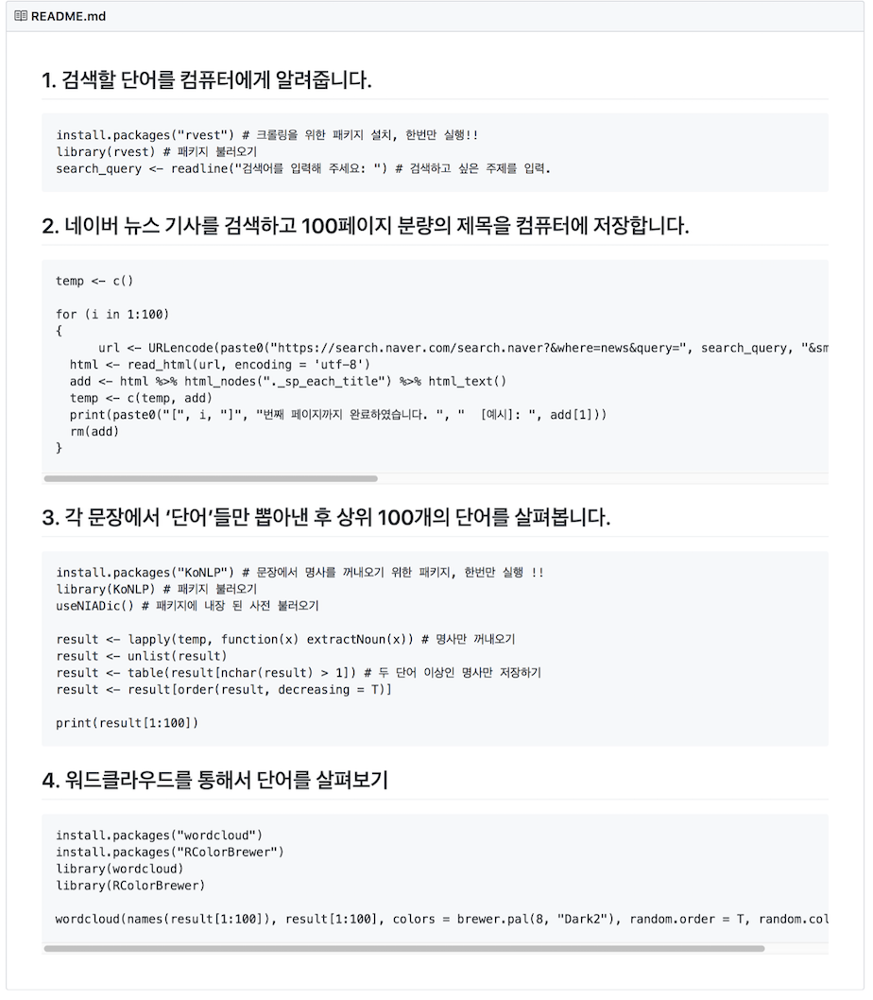 README.md
1. 검색할 단어를 컴퓨터에게 알려줍니다.
install.packages("rvest") # 크롤링을 위한 패키지 설치, 한번만 실행!!
library(rvest) # 패키지 불러오기
search_query <- readline("검색어를 입력해 주세요: ") # 검색하고 싶은 주제를 입력.
2. 네이버 뉴스 기사를 검색하고 100페이지 분량의 제목을 컴퓨터에 저장합니다.
temp <- c()
for (i in 1:100)
{
      url <- URLencode(paste0("https://search.naver.com/search.naver?&where=news&query=", search_query, "&sm
  html <- read_html(url, encoding = 'utf-8')
  add <- html %>% html_nodes("._sp_each_title") %>% html_text()
  temp <- c(temp, add)
  print(paste0("[", i, "]", "번째 페이지까지 완료하였습니다. ", "  [예시]: ", add[1]))
  rm(add)
}
3. 각 문장에서 ‘단어’들만 뽑아낸 후 상위 100개의 단어를 살펴봅니다.
install.packages("KoNLP") # 문장에서 명사를 꺼내오기 위한 패키지, 한번만 실행 !!
library(KoNLP) # 패키지 불러오기
useNIADic() # 패키지에 내장 된 사전 불러오기
result <- lapply(temp, function(x) extractNoun(x)) # 명사만 꺼내오기
result <- unlist(result)
result <- table(result[nchar(result) > 1]) # 두 단어 이상인 명사만 저장하기
result <- result[order(result, decreasing = T)]
print(result[1:100])
4. 워드클라우드를 통해서 단어를 살펴보기
install.packages("wordcloud")
install.packages("RColorBrewer")
library(wordcloud)
library(RColorBrewer)
wordcloud(names(result[1:100]), result[1:100], colors = brewer.pal(8, "Dark2"), random.order = T, random.col